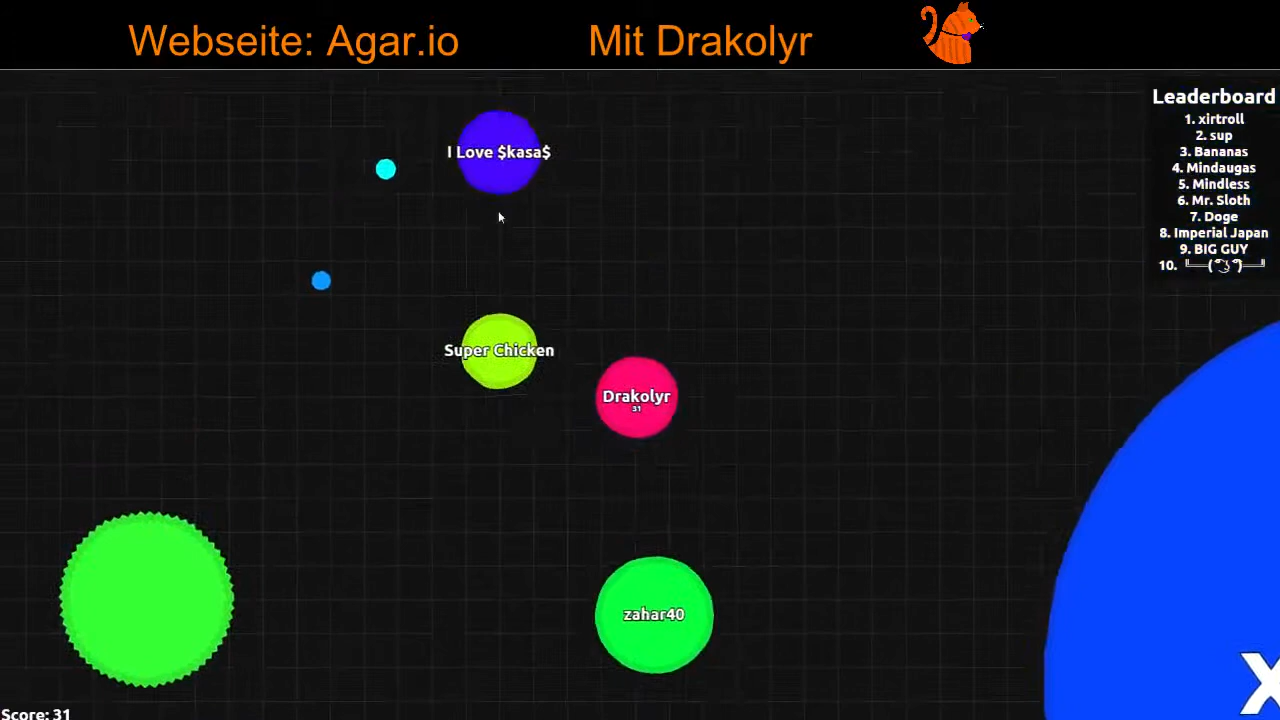 Webseite: Agar.io
Mit Drakolyr
Leaderboard
1. xirtroll
2. sup
3. Bananas
4. Mindaugas
5. Mindless
6. Mr. Sloth
7. Doge
8. Imperial Japan
9. BIG GUY
10.
I Love $kasa$
Super Chicken
Drakolyr
31
zahar40
X
Score: 31